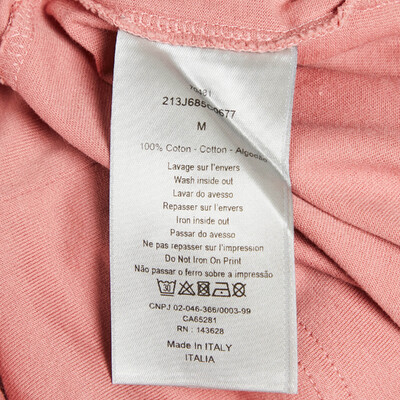 213J685
M
100% Coton - Cotton -
Lavage sur l'envers
Wash inside out
Lavar do avesso
Repasser sur l'envers
Iron inside out
Passar do avesso
Ne pas repasser sur l'impression
Do Not Iron On Print
Não passar o ferro sobre a impressão
30
CNPJ 02-046-366/0003-99
CA65281
RN : 143628
Made In ITALY
ITALIA